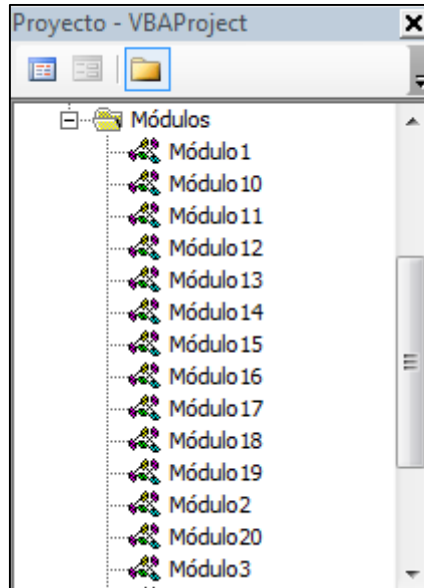 Proyecto - VBAProject
Módulos
Módulo1
Módulo10
Módulo11
Módulo12
Módulo13
Módulo14
Módulo15
Módulo16
Módulo17
Módulo18
Módulo19
Módulo2
Módulo20
Módulo3